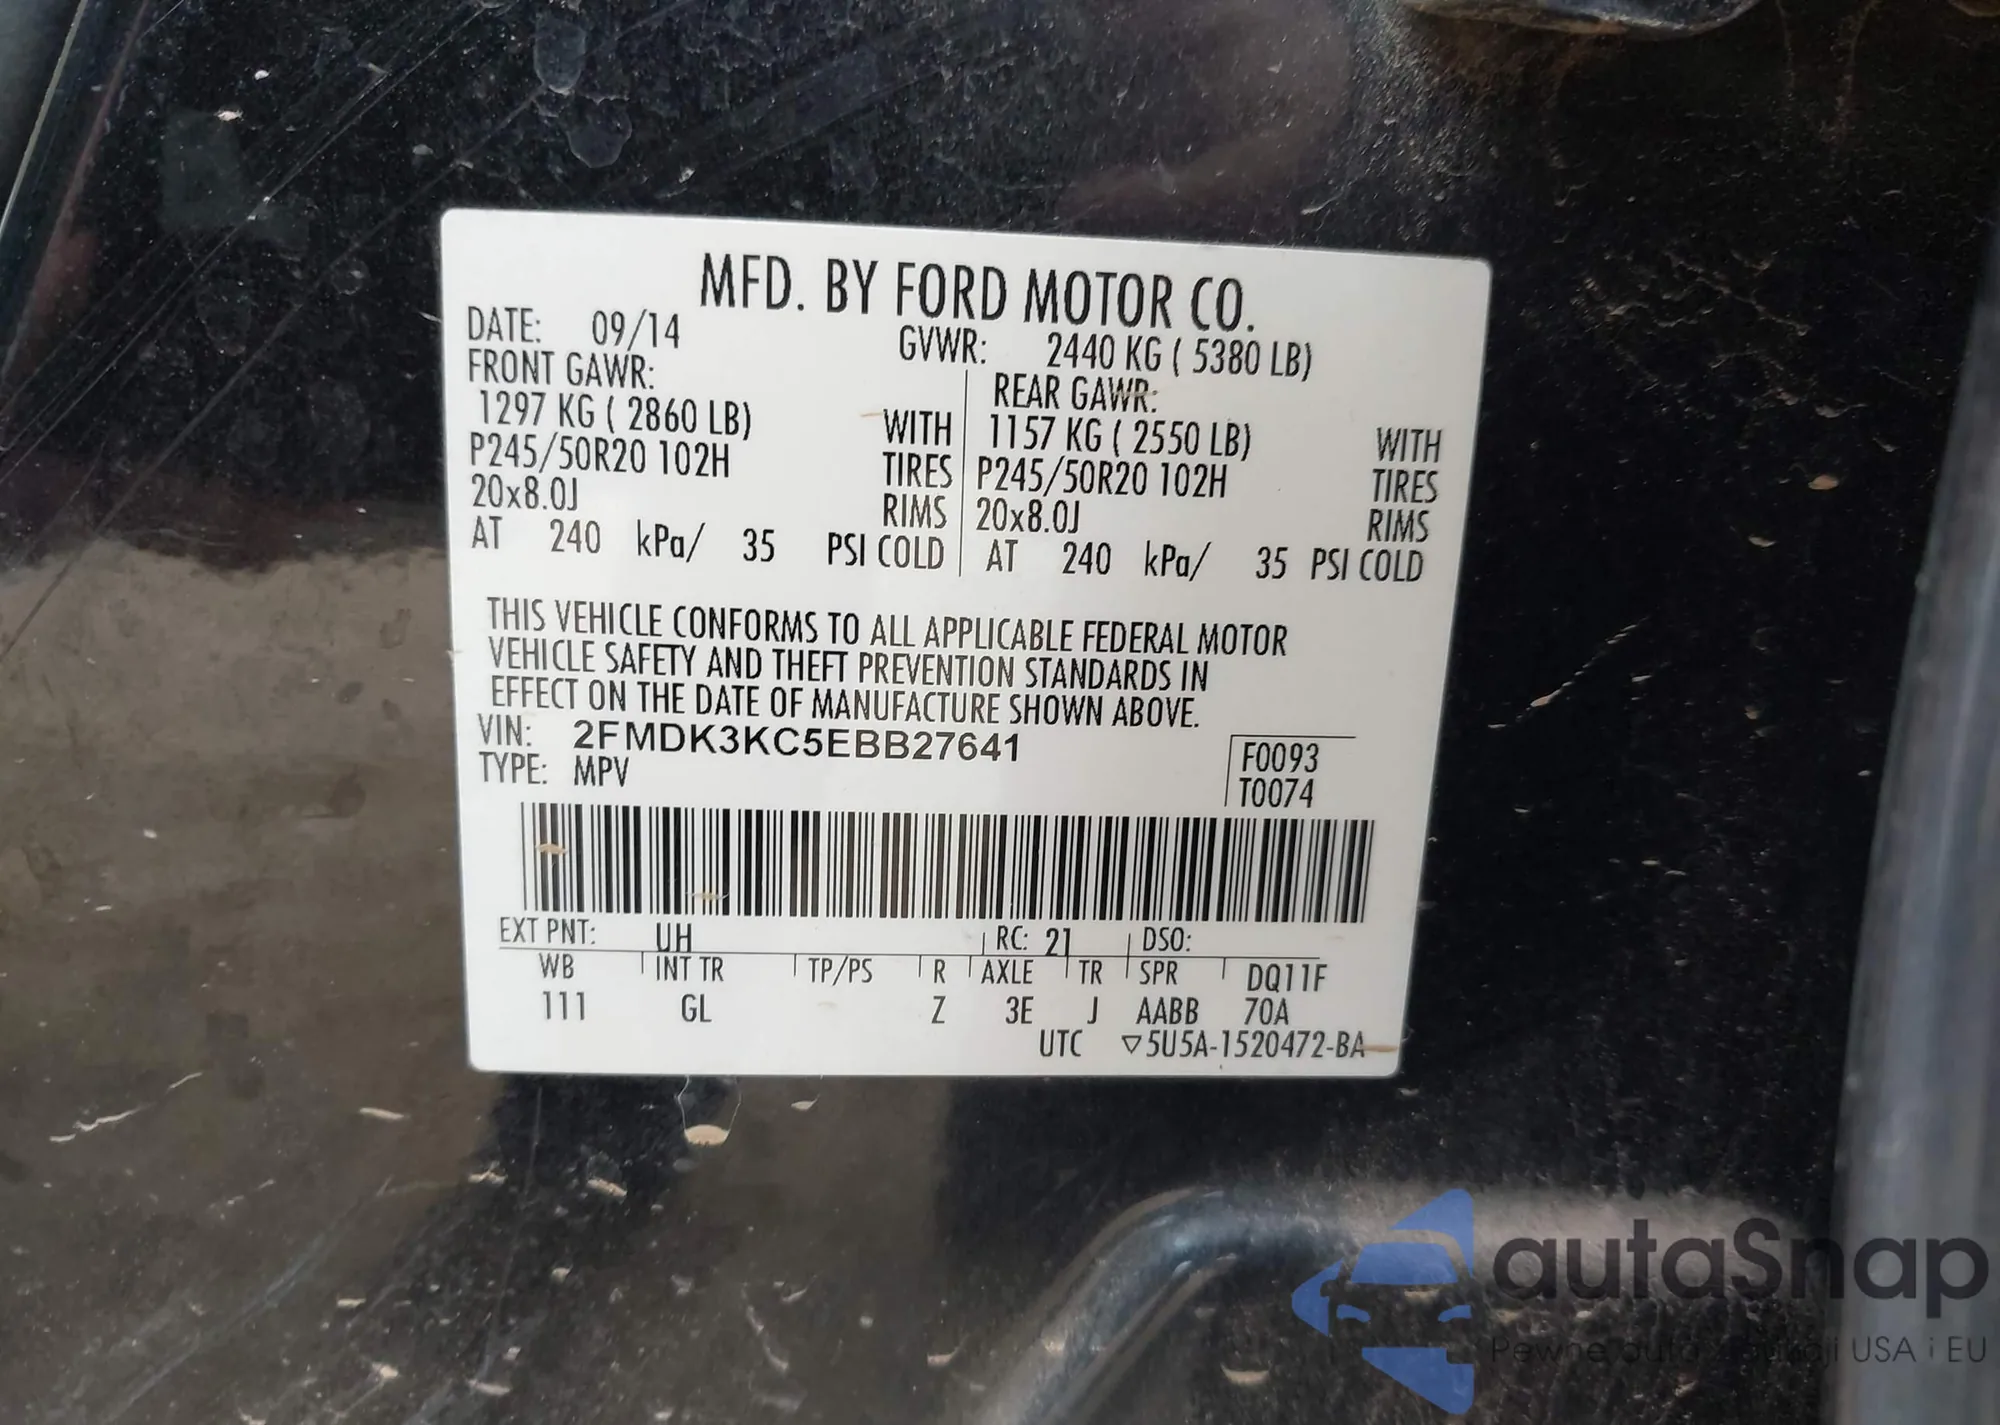 MFD. BY FORD MOTOR CO.
DATE: 09/14 GVWR: 2440 KG ( 5380 LB)
FRONT GAWR: REAR GAWR:
1297 KG ( 2860 LB) WITH 1157 KG ( 2550 LB) WITH
P245/50R20 102H TIRES P245/50R20 102H TIRES
20x8.0J RIMS 20x8.0J RIMS
AT 240 kPa/ 35 PSI COLD AT 240 kPa/ 35 PSI COLD
THIS VEHICLE CONFORMS TO ALL APPLICABLE FEDERAL MOTOR
VEHICLE SAFETY AND THEFT PREVENTION STANDARDS IN
EFFECT ON THE DATE OF MANUFACTURE SHOWN ABOVE.
VIN: 2FMDK3KC5EBB27641
TYPE: MPV
F0093
T0074
EXT PNT: UH RC: 21 DSO:
WB INT TR TP/PS R AXLE TR SPR DQ11F
111 GL Z 3E J AABB 70A
UTC ▽5U5A-1520472-BA
autaSnap
Pewne auta z aukcji USA i EU